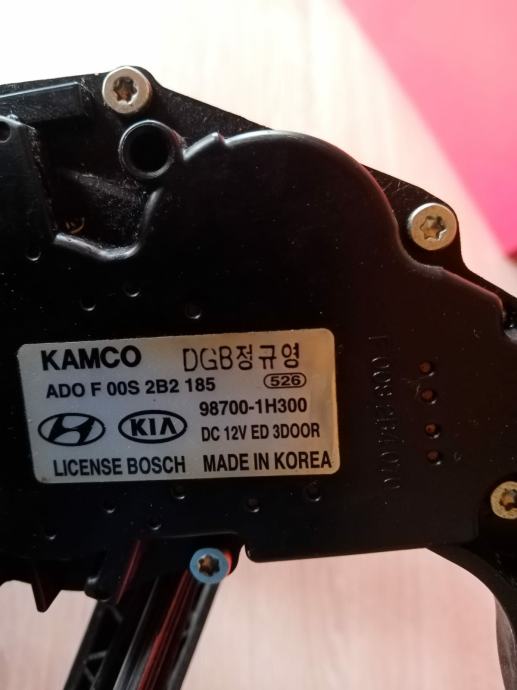 KAMCO DGB정규영
ADO F 00S 2B2 185 526
98700-1H300
KIA DC 12V ED 3DOOR
LICENSE BOSCH MADE IN KOREA